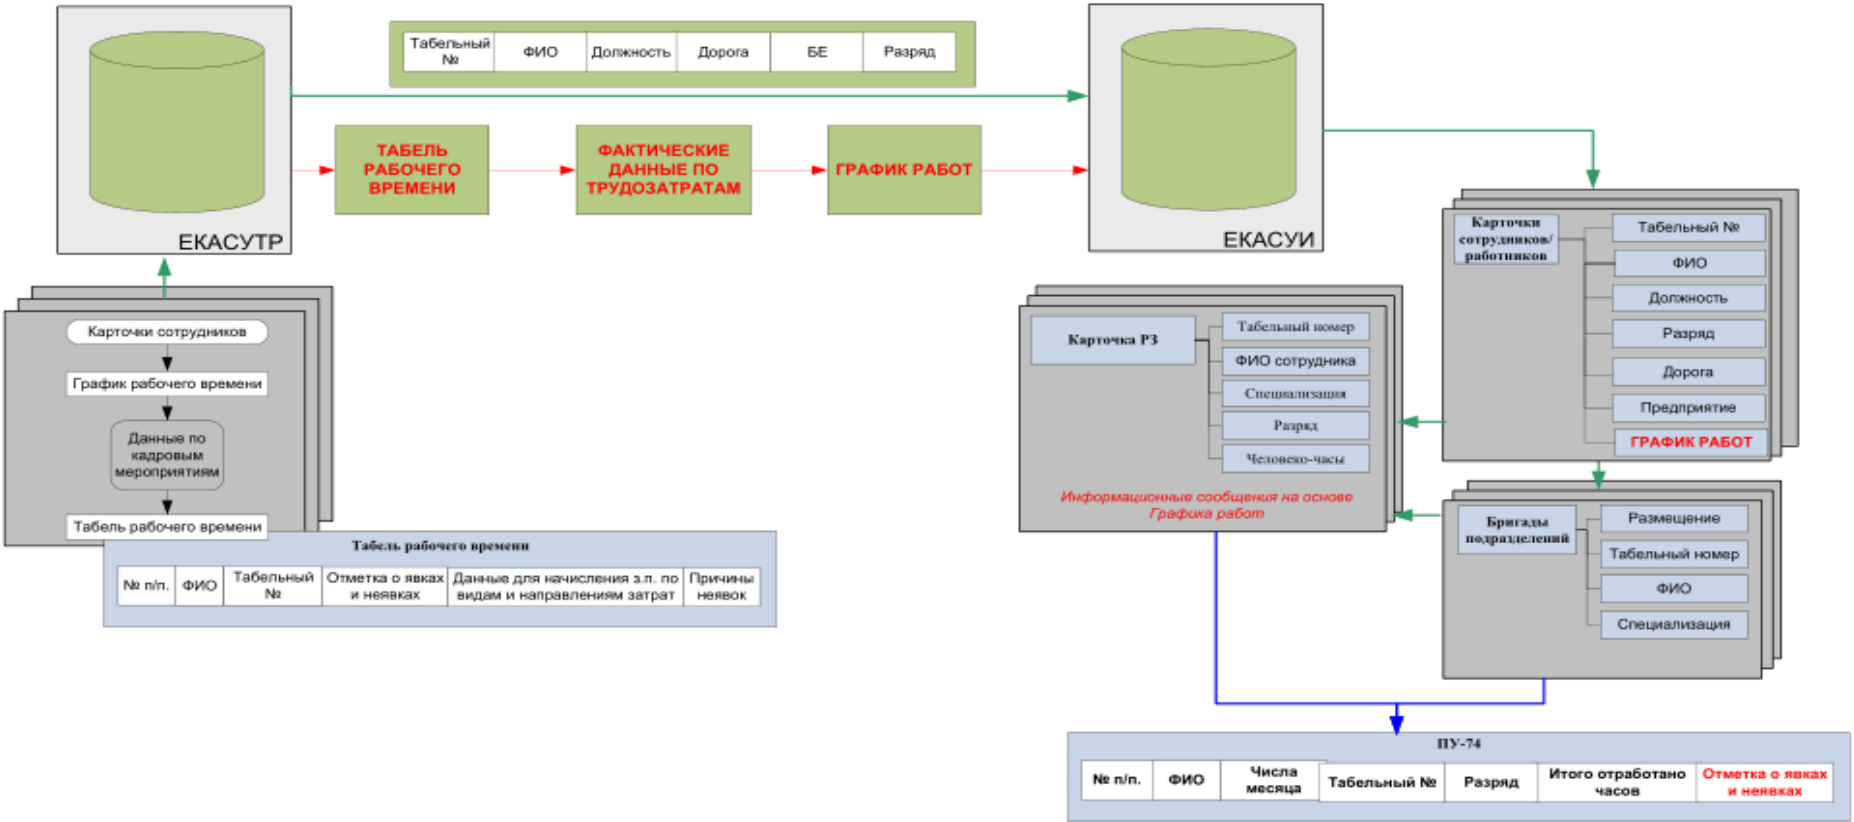 Табельный
№
ФИО
Должность
Дорога
БЕ
Разряд
ТАБЕЛЬ
РАБОЧЕГО
ВРЕМЕНИ
ФАКТИЧЕСКИЕ
ДАННЫЕ ПО
ТРУДОЗАТРАТАМ
ГРАФИК РАБОТ
ЕКАСУТР
ЕКАСУИ
Карточки сотрудников
График рабочего времени
Данные по
кадровым
мероприятиям
Табель рабочего времени
Табель рабочего времени
№ п/п.
ФИО
Табельный
№
Отметка о явках
и неявках
Данные для начисления з.п. по
видам и направлениям затрат
Причины
неявок
Карточки
сотрудников/
работников
Табельный №
ФИО
Должность
Разряд
Дорога
Предприятие
ГРАФИК РАБОТ
Карточка РЗ
Табельный номер
ФИО сотрудника
Специализация
Разряд
Человеко-часы
Информационные сообщения на основе
Графика работ
Бригады
подразделений
Размещение
Табельный номер
ФИО
Специализация
ПУ-74
№ п/п.
ФИО
Числа
месяца
Табельный №
Разряд
Итого отработано
часов
Отметка о явках
и неявках